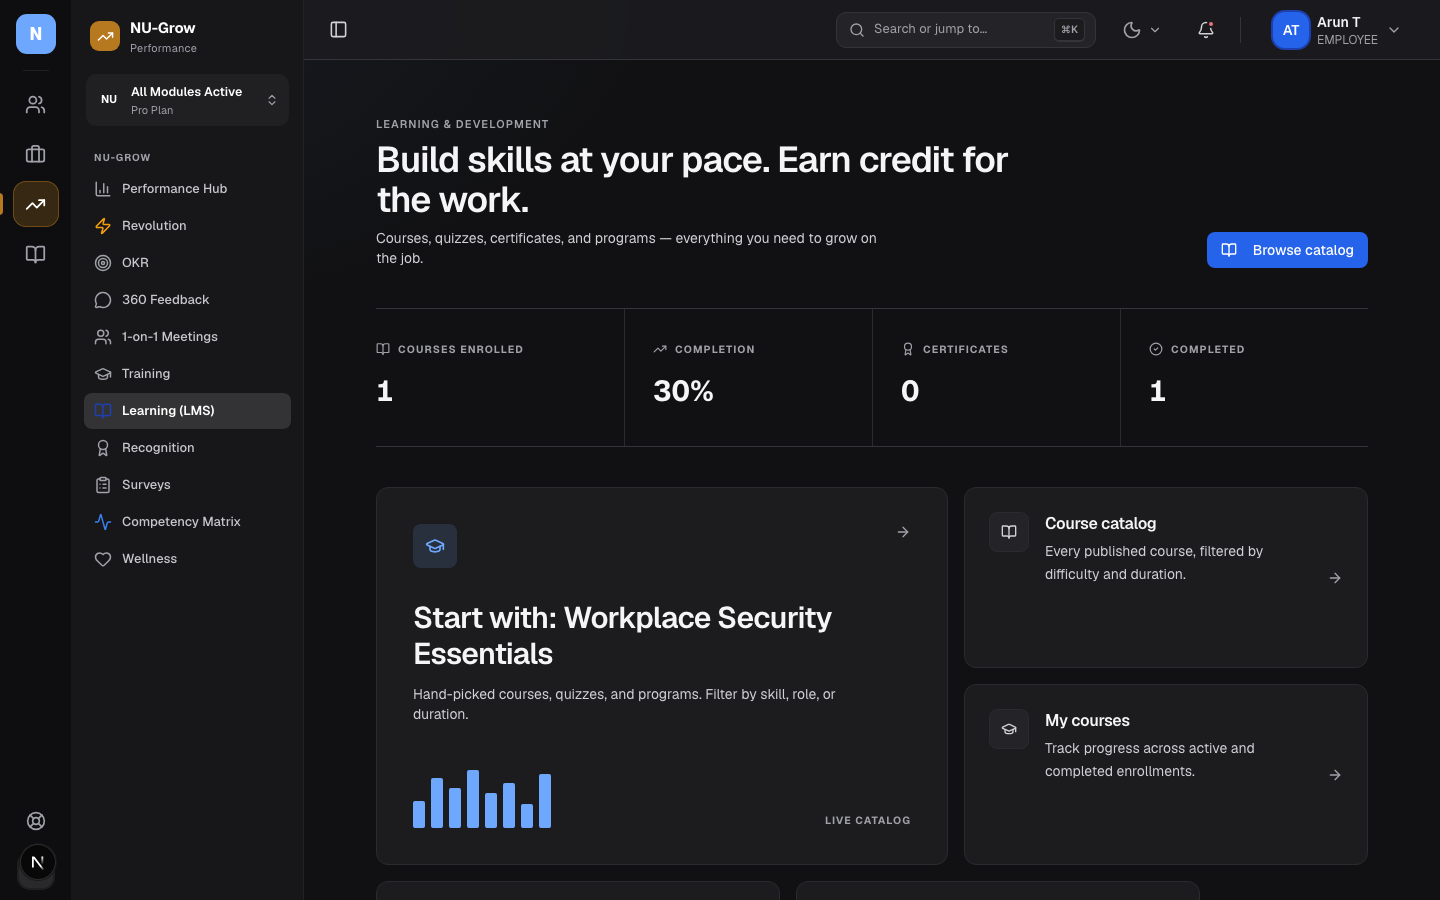 N
NU-Grow
Performance
NU
All Modules Active
Pro Plan
NU-GROW
Performance Hub
Revolution
OKR
360 Feedback
1-on-1 Meetings
Training
Learning (LMS)
Recognition
Surveys
Competency Matrix
Wellness
N
Search or jump to...
⌘K
AT
Arun T
EMPLOYEE
LEARNING & DEVELOPMENT
Build skills at your pace. Earn credit for
the work.
Courses, quizzes, certificates, and programs — everything you need to grow on
the job.
Browse catalog
COURSES ENROLLED
1
COMPLETION
30%
CERTIFICATES
0
COMPLETED
1
Start with: Workplace Security
Essentials
Hand-picked courses, quizzes, and programs. Filter by skill, role, or
duration.
LIVE CATALOG
Course catalog
Every published course, filtered by
difficulty and duration.
My courses
Track progress across active and
completed enrollments.